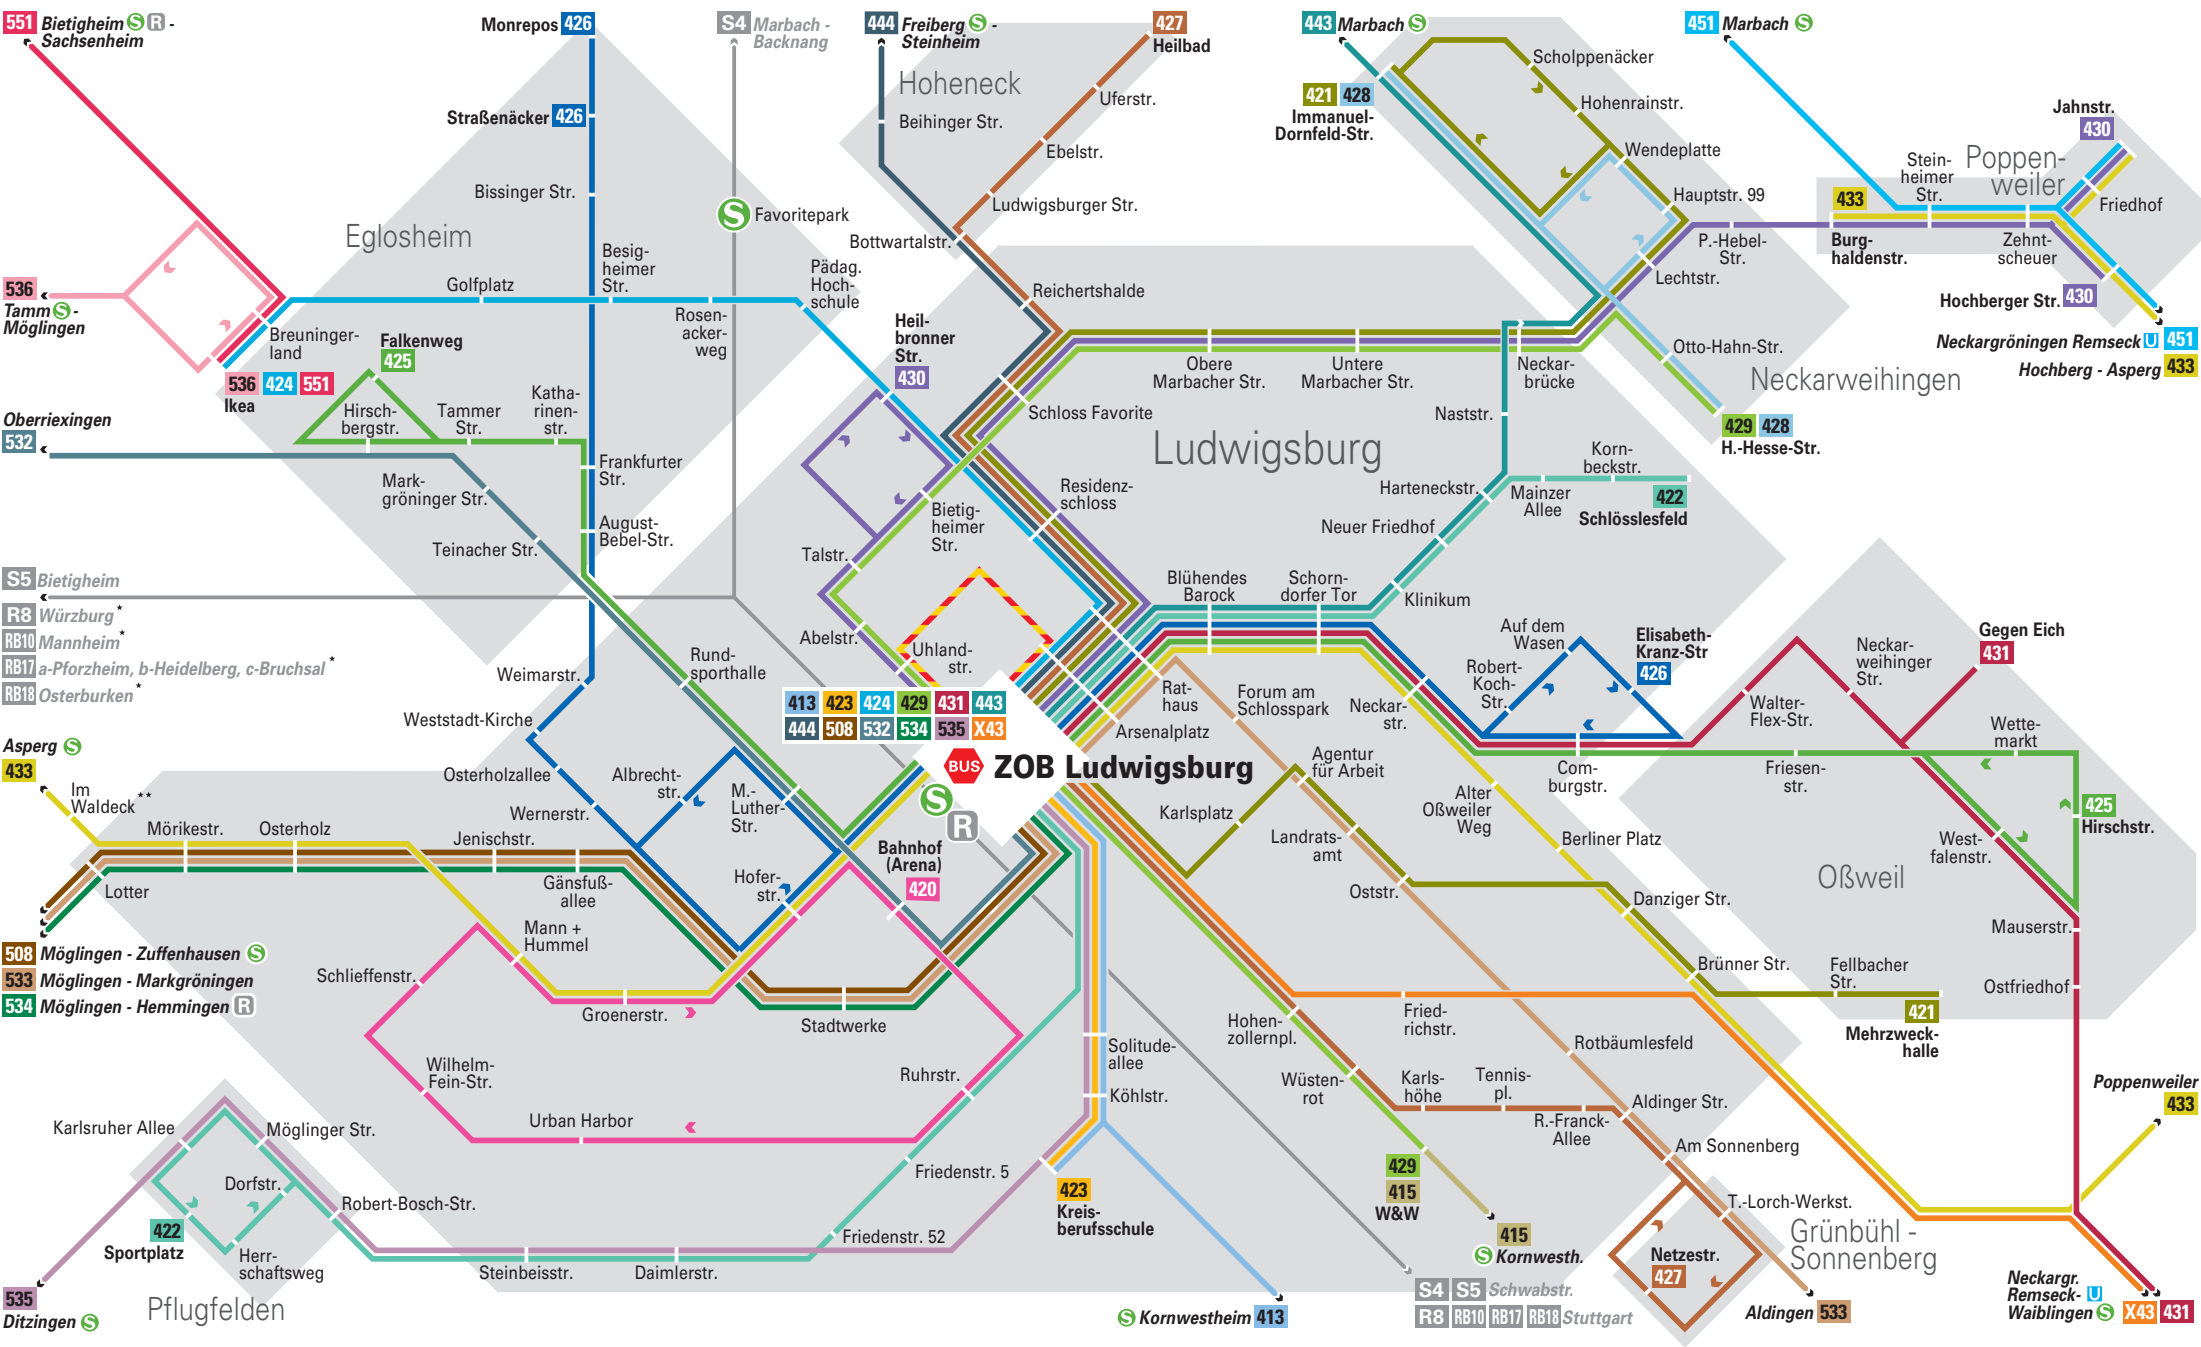 551 Bietigheim S R -
Sachsenheim
Monrepos 426
S4 Marbach -
Backnang
444 Freiberg S -
Steinheim
427
Heilbad
443 Marbach S
451 Marbach S
Hoheneck
Scholppenäcker
Uferstr.
Hohenrainstr.
421 428
Immanuel-
Dornfeld-Str.
Straßenäcker 426
Beihinger Str.
Ebelstr.
Wendeplatte
Jahnstr.
430
Stein-
heimer
Str.
Poppen-
weiler
Bissinger Str.
Ludwigsburger Str.
Hauptstr. 99
433
Friedhof
S Favoritepark
Eglosheim
Bottwartalstr.
P.-Hebel-
Str.
Burg-
haldenstr.
Zehnt-
scheuer
Besig-
heimer
Str.
Pädag.
Hoch-
schule
Lechtstr.
536
Tamm S -
Möglingen
Golfplatz
Reichertshalde
Hochberger Str. 430
Rosen-
acker-
weg
Heil-
bronner
Str.
430
Breuninger-
land
Falkenweg
425
Neckargröningen Remseck U 451
Hochberg - Asperg 433
Otto-Hahn-Str.
Neckarweihingen
Obere
Marbacher Str.
Untere
Marbacher Str.
Neckar-
brücke
536 424 551
Ikea
Hirsch-
bergstr.
Tammer
Str.
Katha-
rinen-
str.
Schloss Favorite
Naststr.
429 428
H.-Hesse-Str.
Oberriexingen
532
Ludwigsburg
Korn-
beckstr.
Frankfurter
Str.
Mark-
gröninger Str.
Residenz-
schloss
Harteneckstr.
Mainzer
Allee
422
Schlösslesfeld
Bietig-
heimer
Str.
Neuer Friedhof
August-
Bebel-Str.
Teinacher Str.
Talstr.
S5 Bietigheim
R8 Würzburg *
RB10 Mannheim *
RB17 a-Pforzheim, b-Heidelberg, c-Bruchsal *
RB18 Osterburken *
Blühendes
Barock
Schorn-
dorfer Tor
Klinikum
Abelstr.
Uhland-
str.
Auf dem
Wasen
Elisabeth-
Kranz-Str
426
Gegen Eich
431
Neckar-
weihinger
Str.
Rund-
sporthalle
Weimarstr.
Robert-
Koch-
Str.
Rat-
haus
Forum am
Schlosspark
Neckar-
str.
Walter-
Flex-Str.
413 423 424 429 431 443
444 508 532 534 535 X43
Weststadt-Kirche
Arsenalplatz
Wette-
markt
Asperg S
433
BUS ZOB Ludwigsburg
S
R
Osterholzallee
Albrecht-
str.
M.-
Luther-
Str.
Agentur
für Arbeit
Com-
burgstr.
Friesen-
str.
Im
Waldeck **
Wernerstr.
Karlsplatz
Alter
Oßweiler
Weg
425
Hirschstr.
Mörikestr.
Osterholz
Jenischstr.
Landrats-
amt
Berliner Platz
West-
falenstr.
Bahnhof
(Arena)
420
Lotter
Gänsfuß-
allee
Hofer-
str.
Oststr.
Oßweil
Danziger Str.
Mann +
Hummel
Mauserstr.
508 Möglingen - Zuffenhausen S
533 Möglingen - Markgröningen
534 Möglingen - Hemmingen R
Schlieffenstr.
Brünner Str.
Fellbacher
Str.
Ostfriedhof
Groenerstr.
Stadtwerke
Hohen-
zollernpl.
Fried-
richstr.
421
Mehrzweck-
halle
Solitude-
allee
Rotbäumlesfeld
Wilhelm-
Fein-Str.
Ruhrstr.
Köhlstr.
Wüsten-
rot
Karls-
höhe
Tennis-
pl.
Poppenweiler
433
Aldinger Str.
Karlsruher Allee
Möglinger Str.
Urban Harbor
R.-Franck-
Allee
Am Sonnenberg
Dorfstr.
Friedenstr. 5
429
415
W&W
423
Kreis-
berufsschule
Robert-Bosch-Str.
T.-Lorch-Werkst.
422
Sportplatz
Friedenstr. 52
415
S Kornwesth.
Grünbühl -
Sonnenberg
Herr-
schaftsweg
Steinbeisstr.
Daimlerstr.
Netzestr.
427
535
Ditzingen S
Pflugfelden
S Kornwestheim 413
S4 S5 Schwabstr.
R8 RB10 RB17 RB18 Stuttgart
Aldingen 533
Neckargr.
Remseck- U
Waiblingen S X43 431